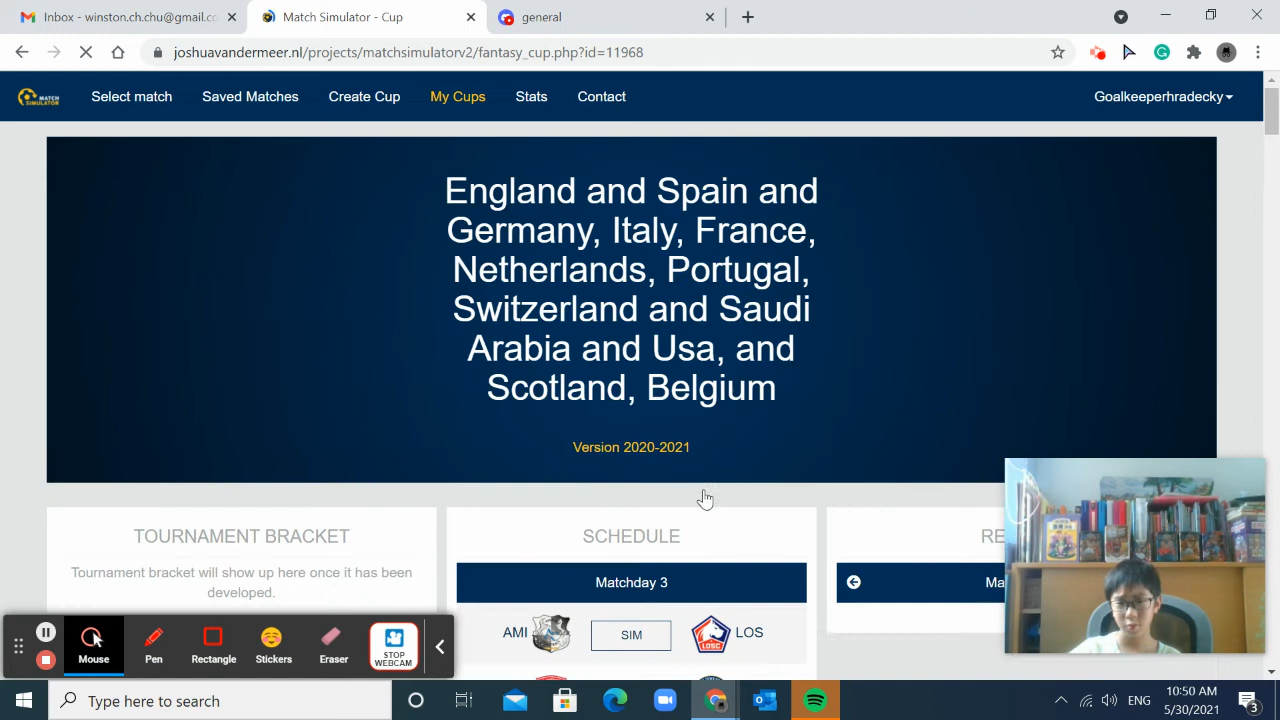 Inbox - winston.ch.chu@gmail.co
Match Simulator - Cup
general
joshuavandermeer.nl/projects/matchsimulatorv2/fantasy_cup.php?id=11968
MATCH SIMULATOR
Select match
Saved Matches
Create Cup
My Cups
Stats
Contact
Goalkeeperhradecky
England and Spain and
Germany, Italy, France,
Netherlands, Portugal,
Switzerland and Saudi
Arabia and Usa, and
Scotland, Belgium
Version 2020-2021
TOURNAMENT BRACKET
Tournament bracket will show up here once it has been
developed.
SCHEDULE
Matchday 3
AMI
SIM
LOSC
LOS
RE
Ma
Mouse
Pen
Rectangle
Stickers
Eraser
STOP
WEBCAM
Type here to search
ENG
10:50 AM
5/30/2021
3